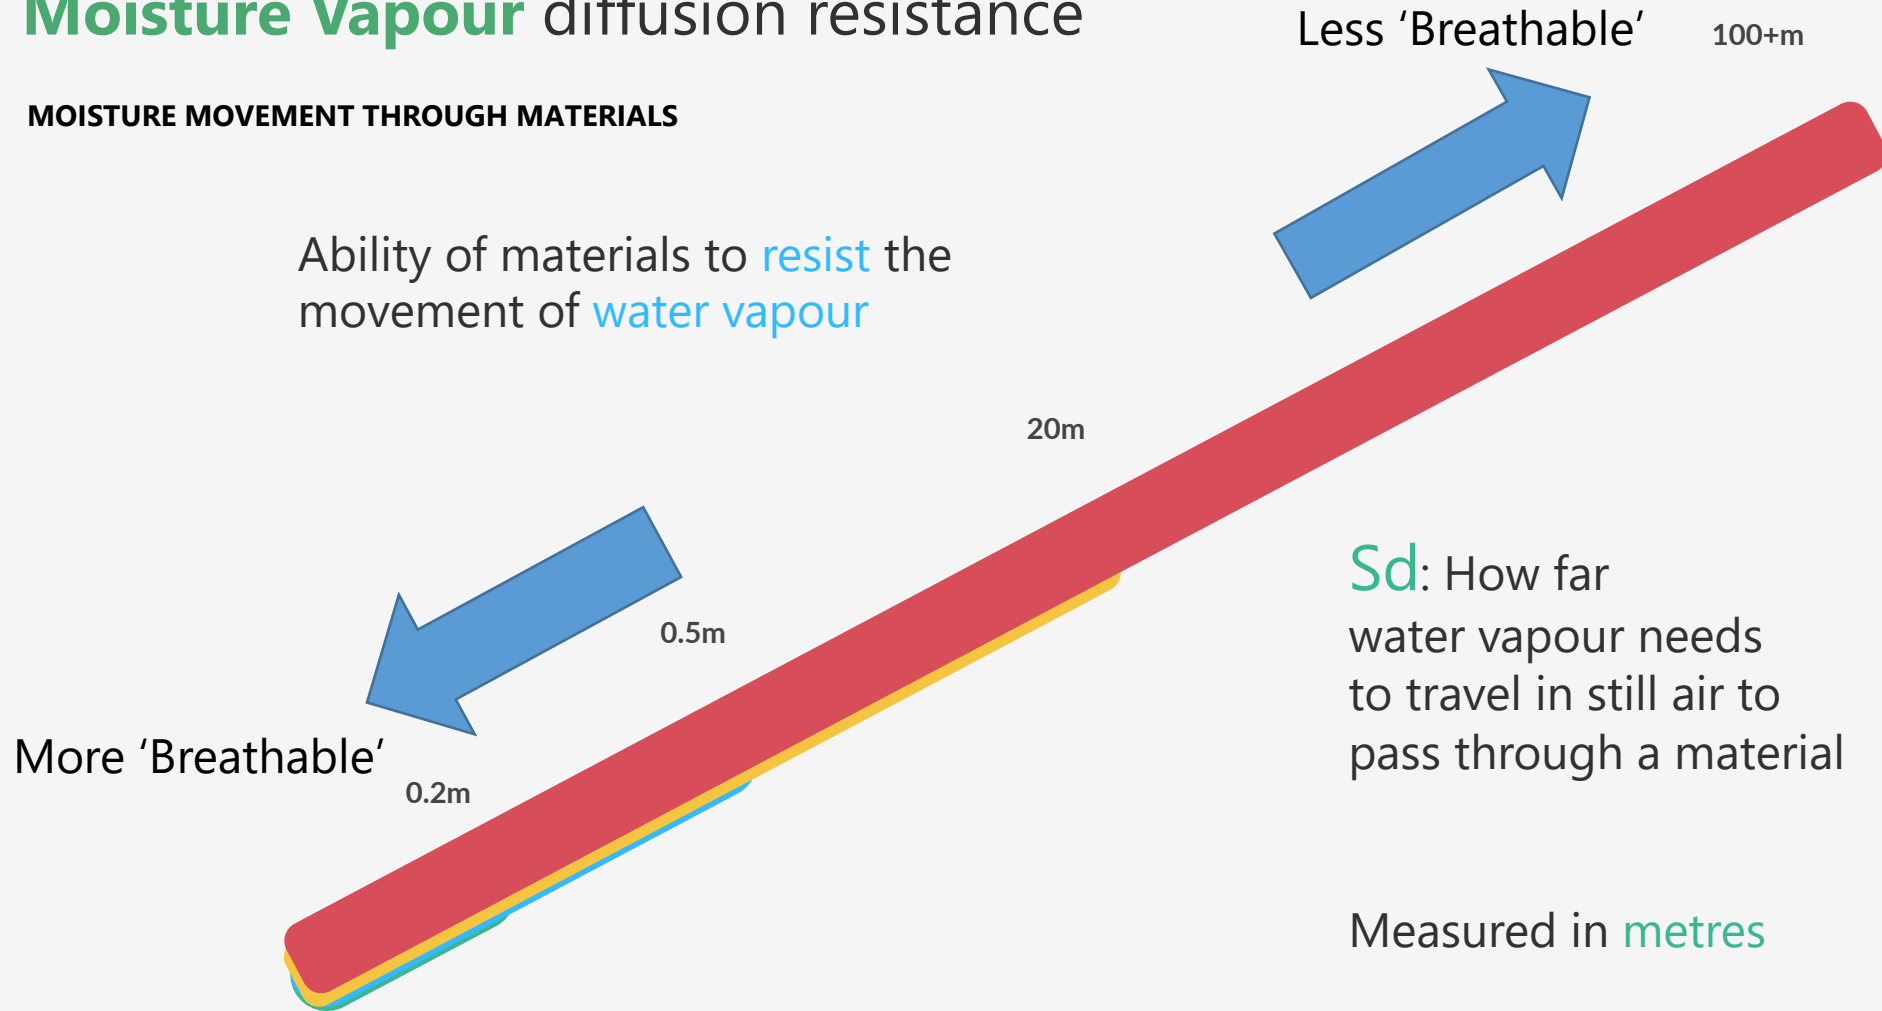 Moisture Vapour diffusion resistance
Less ‘Breathable’
100+m
MOISTURE MOVEMENT THROUGH MATERIALS
Ability of materials to resist the
movement of water vapour
20m
Sd: How far
water vapour needs
to travel in still air to
pass through a material
0.5m
More ‘Breathable’
0.2m
Measured in metres